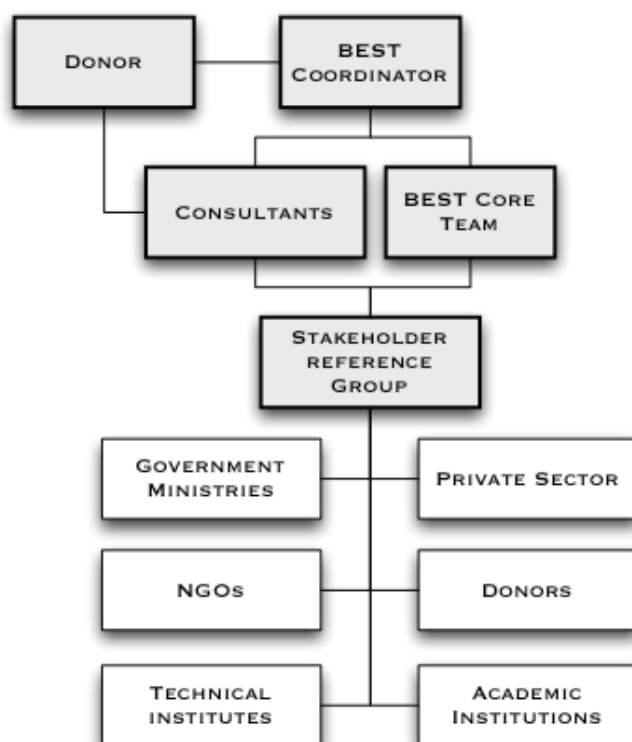 DONOR
BEST
COORDINATOR
CONSULTANTS
BEST CORE
TEAM
STAKEHOLDER
REFERENCE
GROUP
GOVERNMENT
MINISTRIES
PRIVATE SECTOR
NGOS
DONORS
TECHNICAL
INSTITUTES
ACADEMIC
INSTITUTIONS